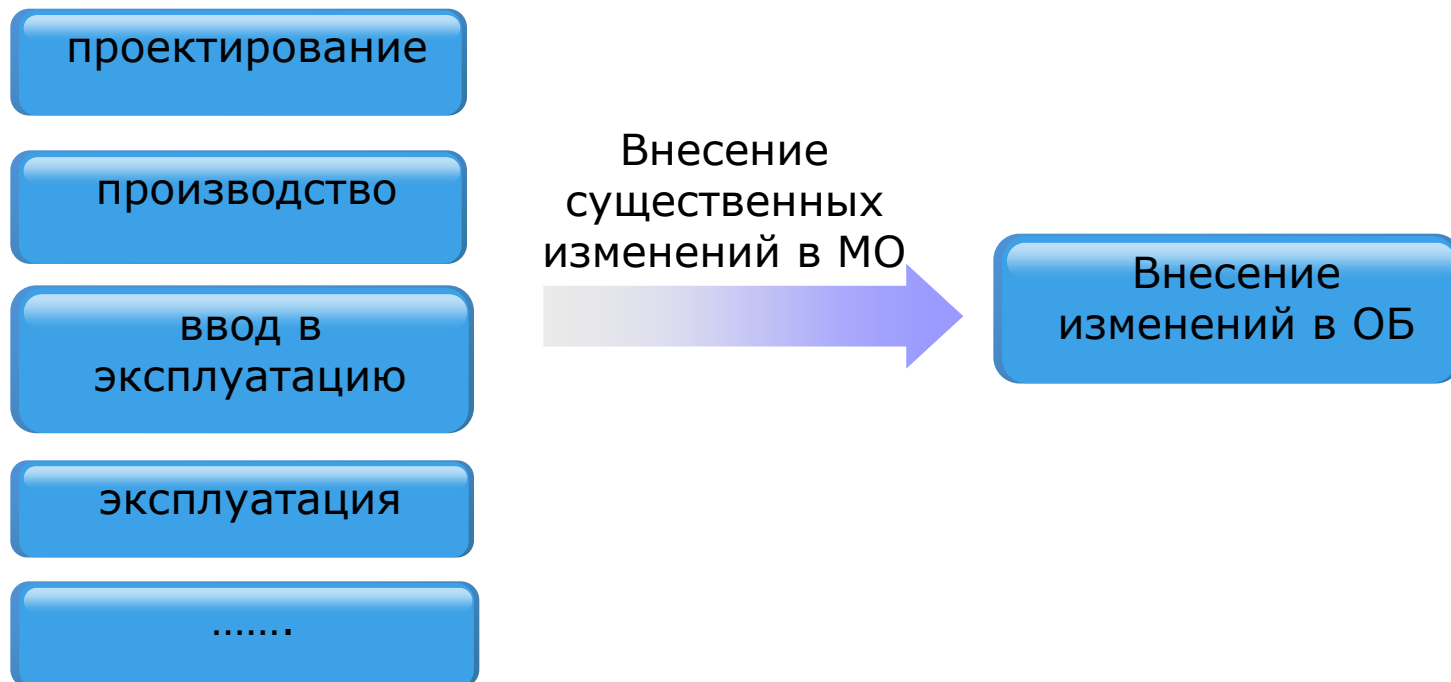 проектирование
производство
ввод в
эксплуатацию
эксплуатация
…….
Внесение
существенных
изменений в МО
Внесение
изменений в ОБ